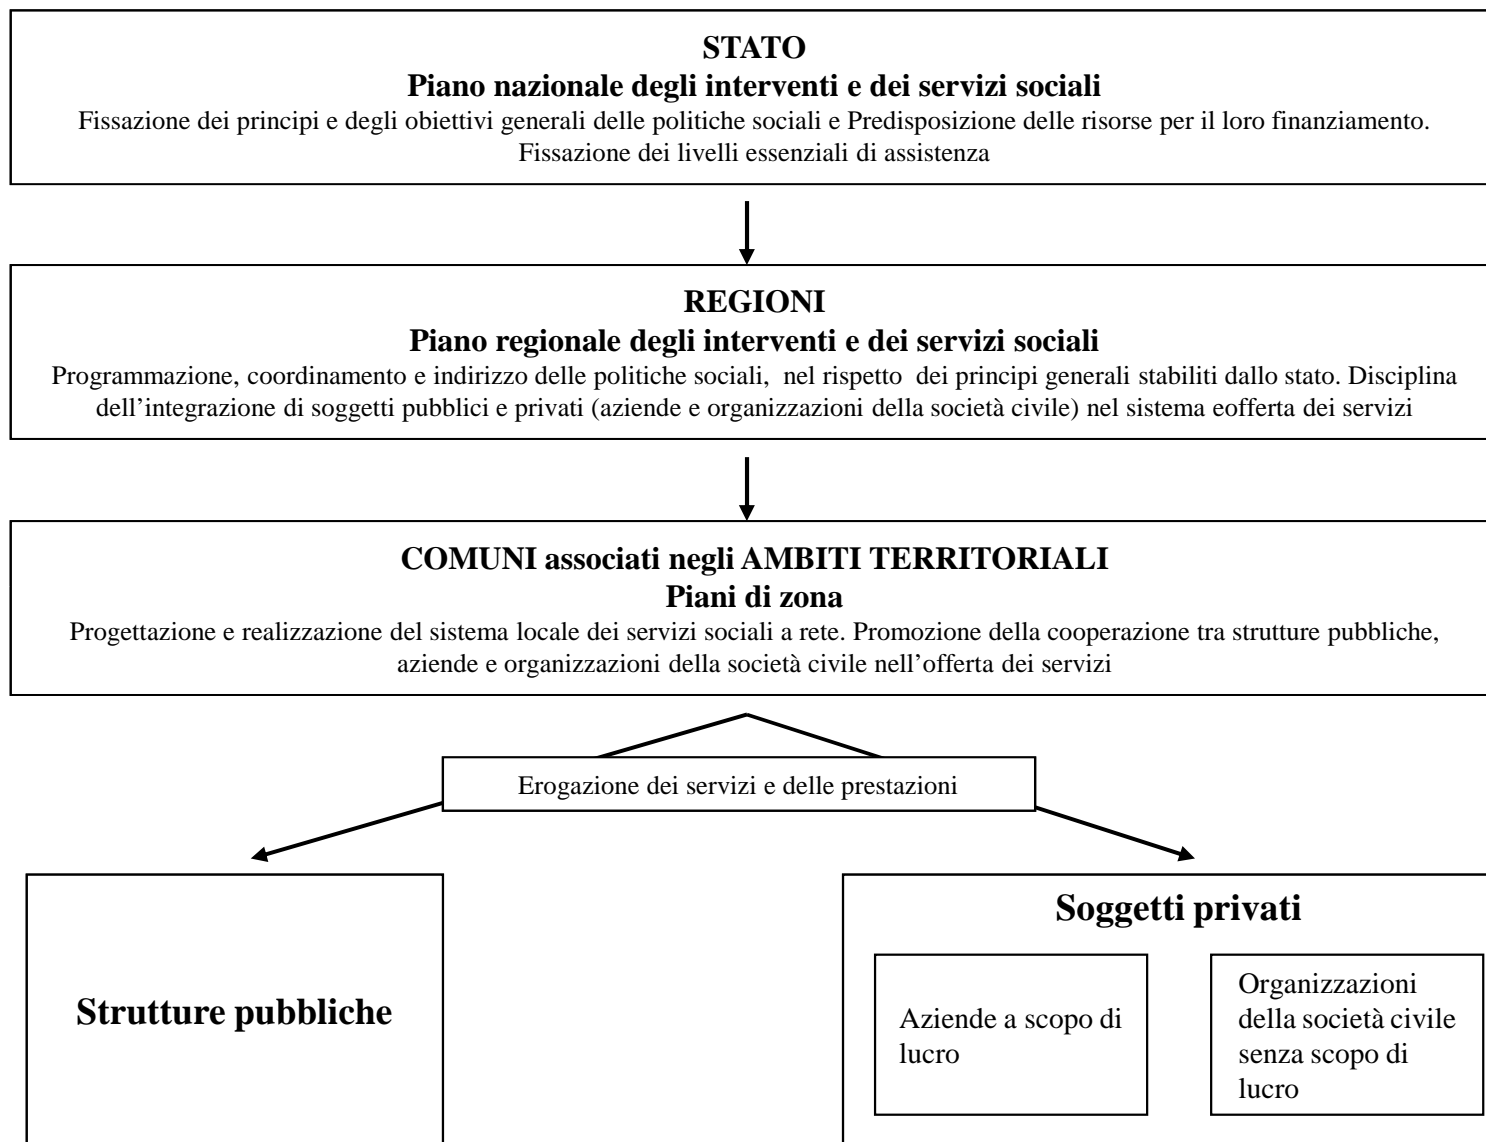 STATO
Piano nazionale degli interventi e dei servizi sociali
Fissazione dei principi e degli obiettivi generali delle politiche sociali e Predisposizione delle risorse per il loro finanziamento.
Fissazione dei livelli essenziali di assistenza
REGIONI
Piano regionale degli interventi e dei servizi sociali
Programmazione, coordinamento e indirizzo delle politiche sociali, nel rispetto dei principi generali stabiliti dallo stato. Disciplina
dell’integrazione di soggetti pubblici e privati (aziende e organizzazioni della società civile) nel sistema eofferta dei servizi
COMUNI associati negli AMBITI TERRITORIALI
Piani di zona
Progettazione e realizzazione del sistema locale dei servizi sociali a rete. Promozione della cooperazione tra strutture pubbliche,
aziende e organizzazioni della società civile nell’offerta dei servizi
Erogazione dei servizi e delle prestazioni
Strutture pubbliche
Soggetti privati
Aziende a scopo di
lucro
Organizzazioni
della società civile
senza scopo di
lucro